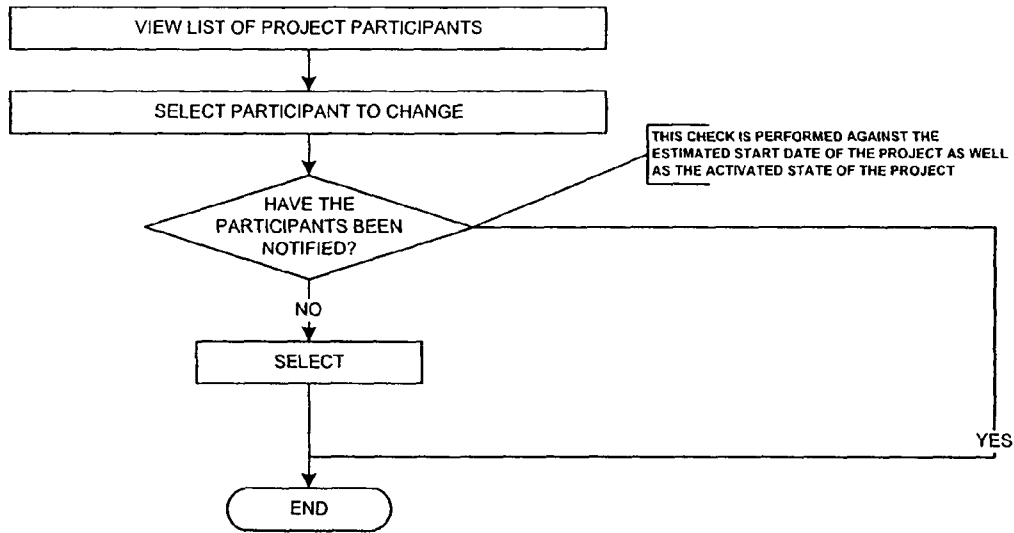 VIEW LIST OF PROJECT PARTICIPANTS
SELECT PARTICIPANT TO CHANGE
THIS CHECK IS PERFORMED AGAINST THE
ESTIMATED START DATE OF THE PROJECT AS WELL
AS THE ACTIVATED STATE OF THE PROJECT
HAVE THE
PARTICIPANTS BEEN
NOTIFIED?
NO
SELECT
YES
END